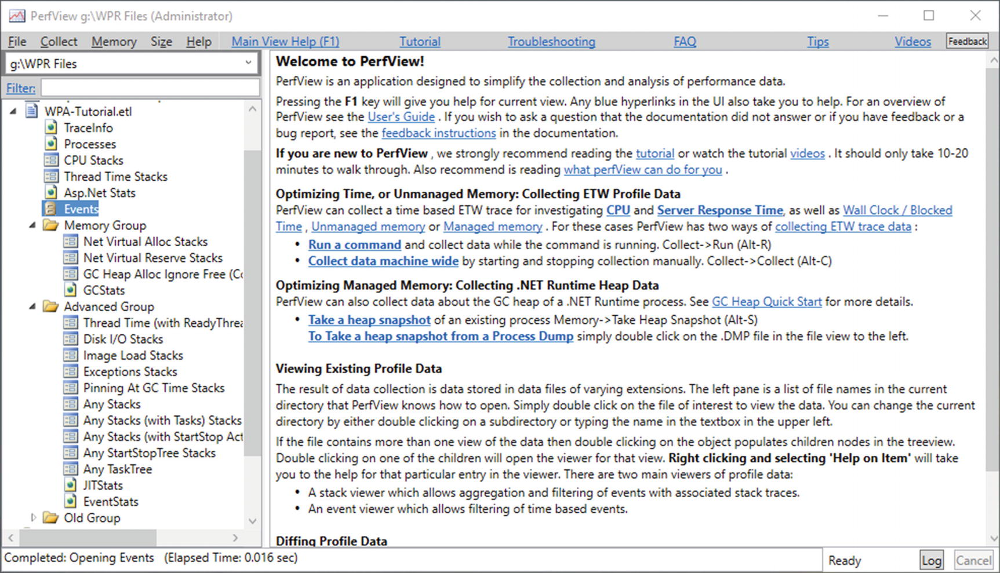 PerfView g:\WPR Files (Administrator)
File Collect Memory Size Help Main View Help (F1) Tutorial Troubleshooting FAQ Tips Videos Feedback
g:\WPR Files
Filter:
WPA-Tutorial.etl
TraceInfo
Processes
CPU Stacks
Thread Time Stacks
Asp.Net Stats
Events
Memory Group
Net Virtual Alloc Stacks
Net Virtual Reserve Stacks
GC Heap Alloc Ignore Free (Co
GCStats
Advanced Group
Thread Time (with ReadyThrea
Disk I/O Stacks
Image Load Stacks
Exceptions Stacks
Pinning At GC Time Stacks
Any Stacks
Any Stacks (with Tasks) Stacks
Any Stacks (with StartStop Act
Any StartStopTree Stacks
Any TaskTree
JITStats
EventStats
Old Group
Welcome to PerfView!
PerfView is an application designed to simplify the collection and analysis of performance data.
Pressing the F1 key will give you help for current view. Any blue hyperlinks in the UI also take you to help. For an overview of
PerfView see the User's Guide . If you wish to ask a question that the documentation did not answer or if you have feedback or a
bug report, see the feedback instructions in the documentation.
If you are new to PerfView , we strongly recommend reading the tutorial or watch the tutorial videos . It should only take 10-20
minutes to walk through. Also recommend is reading what perfView can do for you .
Optimizing Time, or Unmanaged Memory: Collecting ETW Profile Data
PerfView can collect a time based ETW trace for investigating CPU and Server Response Time, as well as Wall Clock / Blocked
Time , Unmanaged memory or Managed memory . For these cases PerfView has two ways of collecting ETW trace data :
• Run a command and collect data while the command is running. Collect->Run (Alt-R)
• Collect data machine wide by starting and stopping collection manually. Collect->Collect (Alt-C)
Optimizing Managed Memory: Collecting .NET Runtime Heap Data
PerfView can also collect data about the GC heap of a .NET Runtime process. See GC Heap Quick Start for more details.
• Take a heap snapshot of an existing process Memory->Take Heap Snapshot (Alt-S)
To Take a heap snapshot from a Process Dump simply double click on the .DMP file in the file view to the left.
Viewing Existing Profile Data
The result of data collection is data stored in data files of varying extensions. The left pane is a list of file names in the current
directory that PerfView knows how to open. Simply double click on the file of interest to view the data. You can change the current
directory by either double clicking on a subdirectory or typing the name in the textbox in the upper left.
If the file contains more than one view of the data then double clicking on the object populates children nodes in the treeview.
Double clicking on one of the children will open the viewer for that view. Right clicking and selecting 'Help on Item' will take
you to the help for that particular entry in the viewer. There are two main viewers of profile data:
• A stack viewer which allows aggregation and filtering of events with associated stack traces.
• An event viewer which allows filtering of time based events.
Diffing Profile Data
Completed: Opening Events (Elapsed Time: 0.016 sec)
Ready Log Cancel